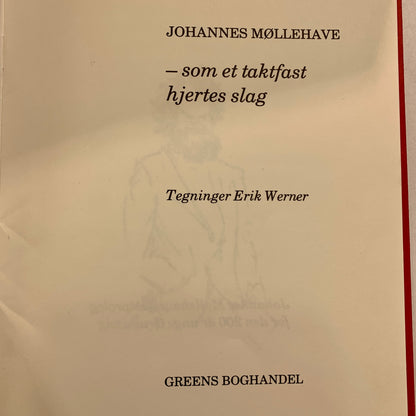 JOHANNES MØLLEHAVE
– som et taktfast
hjertes slag
Tegninger Erik Werner
GREENS BOGHANDEL